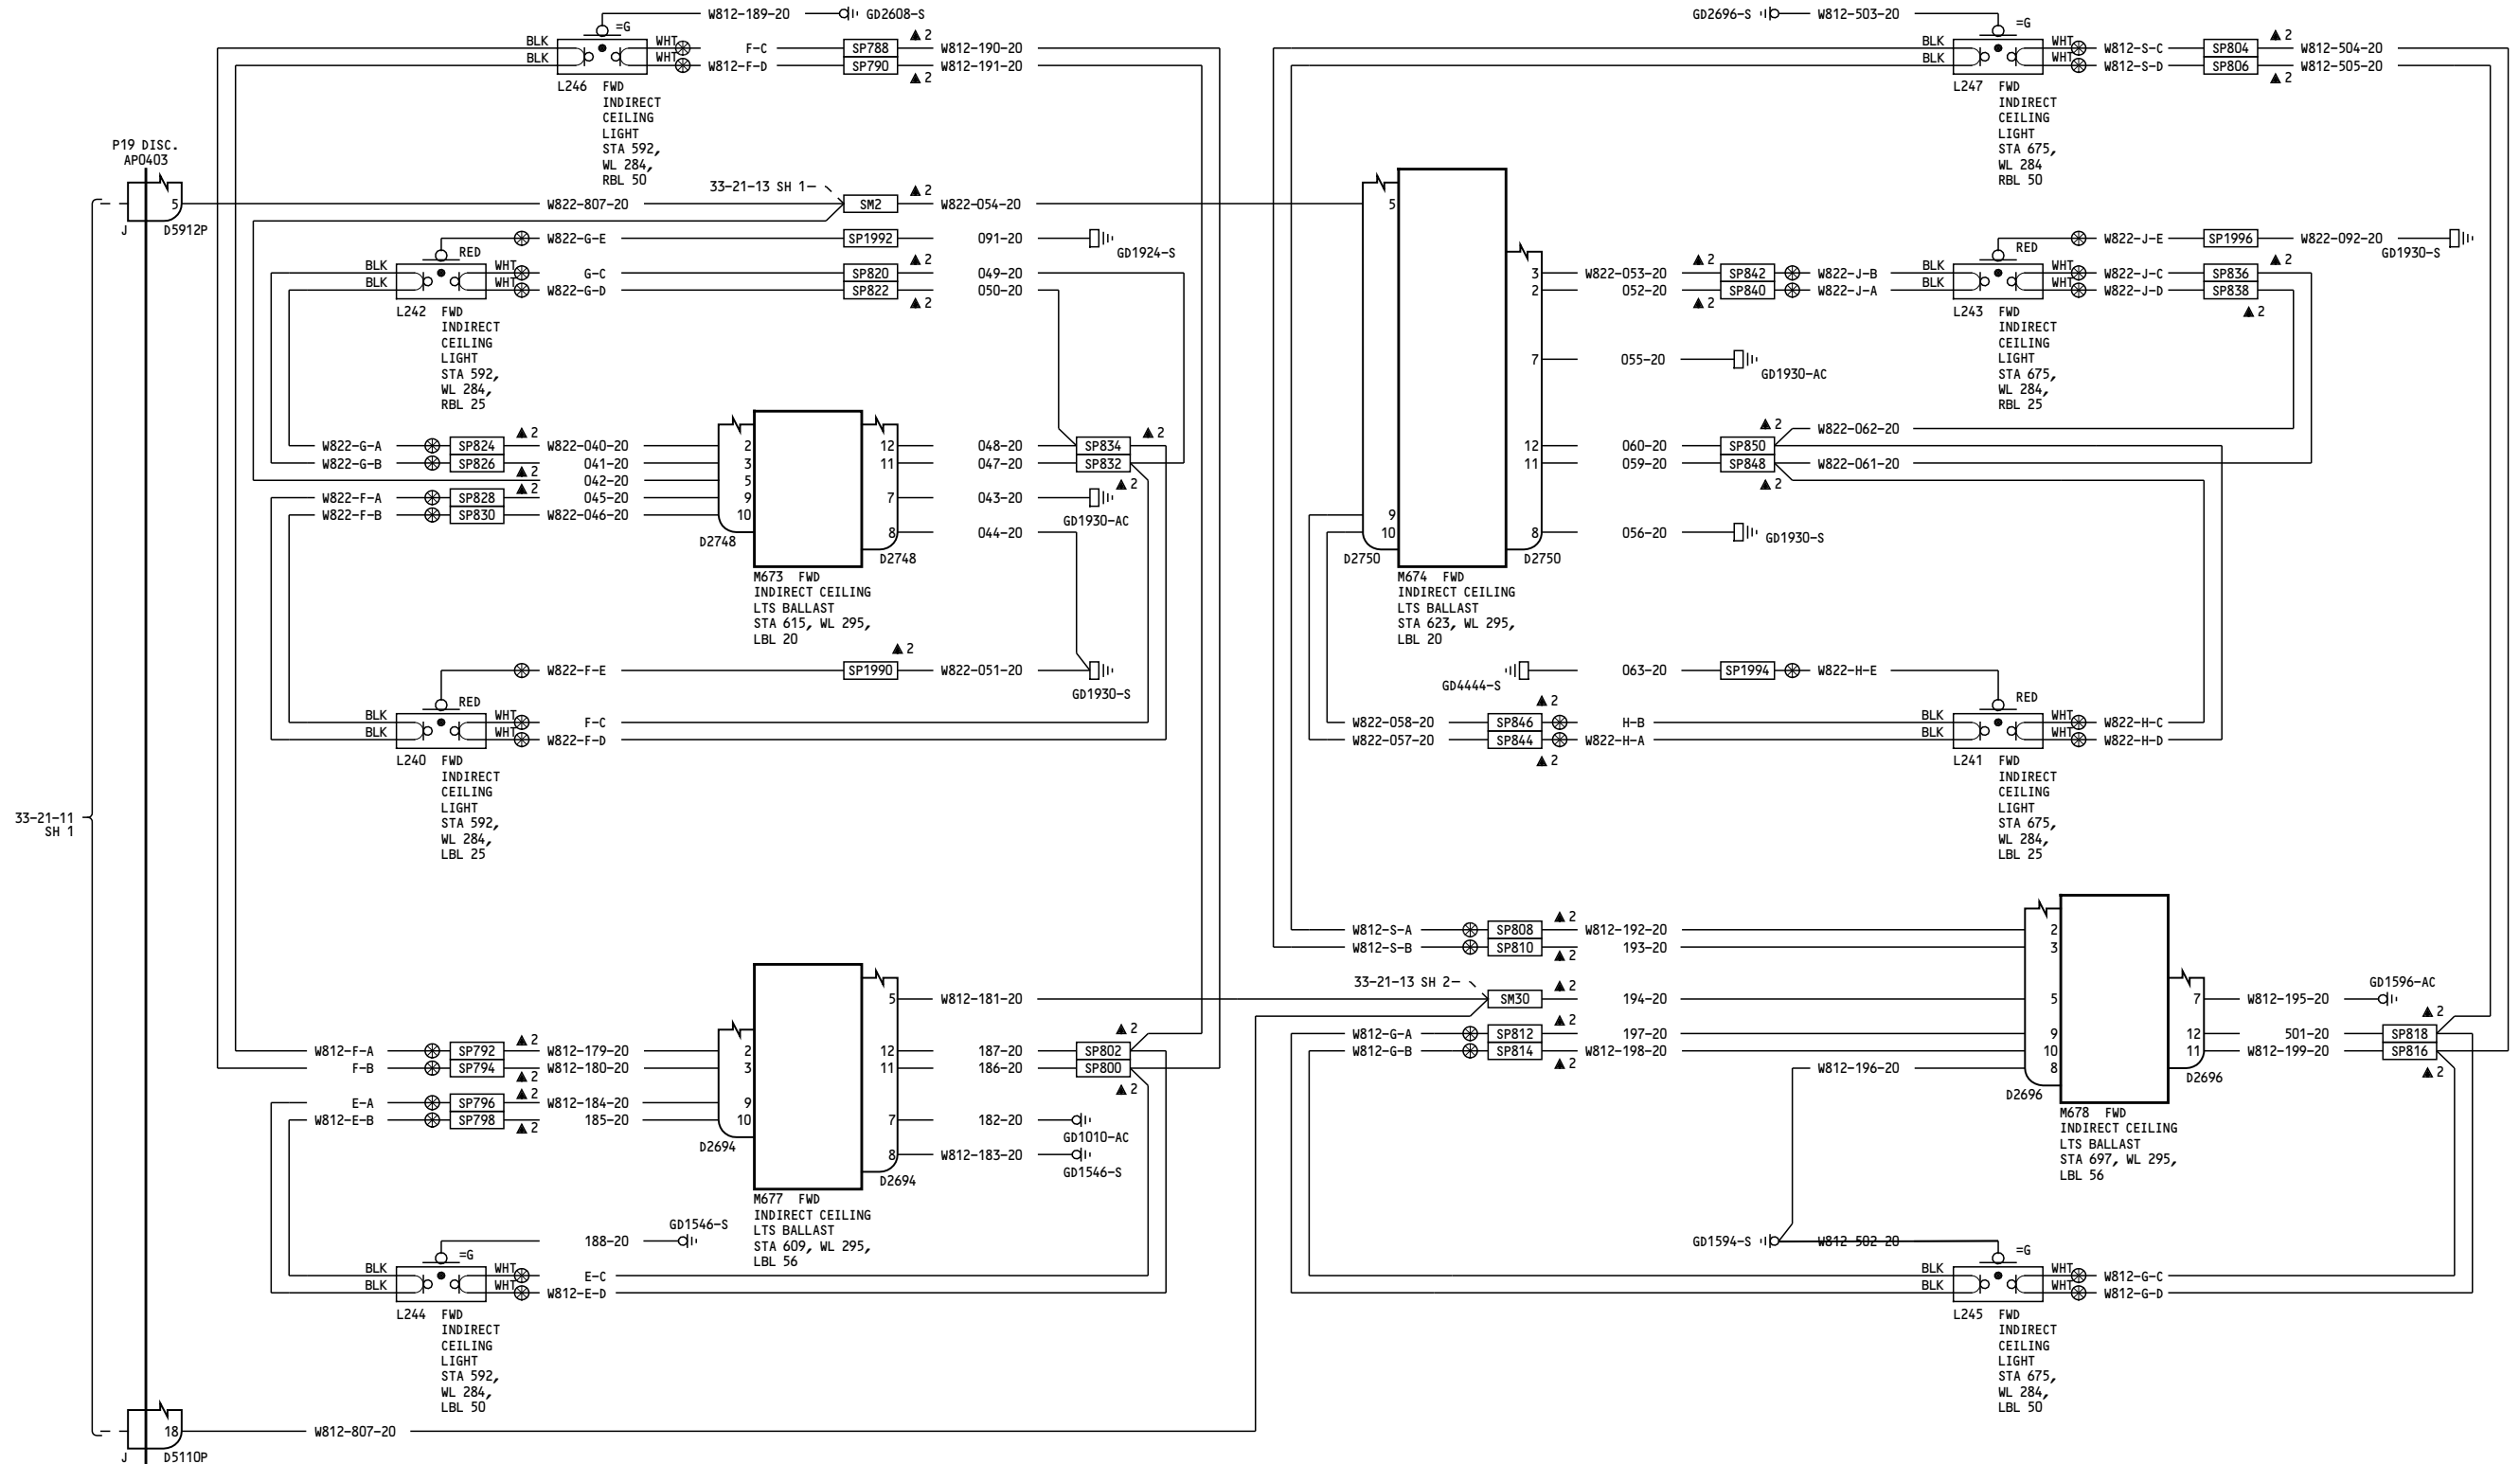 W812-189-20 GD2608-S
=G
BLK WHT F-C SP788 ▲ 2 W812-190-20
BLK WHT W812-F-D SP790 ▲ 2 W812-191-20
L246 FWD
INDIRECT
CEILING
LIGHT
STA 592,
WL 284,
RBL 50
GD2696-S W812-503-20
=G
BLK WHT W812-S-C SP804 ▲ 2 W812-504-20
BLK WHT W812-S-D SP806 ▲ 2 W812-505-20
L247 FWD
INDIRECT
CEILING
LIGHT
STA 675,
WL 284
RBL 50
P19 DISC.
AP0403
5
J D5912P
33-21-13 SH 1
W822-807-20 SM2 ▲ 2 W822-054-20
RED W822-G-E SP1992 091-20 GD1924-S
BLK WHT G-C SP820 ▲ 2 049-20
BLK WHT W822-G-D SP822 ▲ 2 050-20
L242 FWD
INDIRECT
CEILING
LIGHT
STA 592,
WL 284,
RBL 25
W822-G-A SP824 ▲ 2 W822-040-20 2
W822-G-B SP826 ▲ 2 041-20 3
042-20 5
W822-F-A SP828 ▲ 2 045-20 9
W822-F-B SP830 W822-046-20 10
D2748
12 048-20 SP834 ▲ 2
11 047-20 SP832 ▲ 2
7 043-20 GD1930-AC
8 044-20
D2748
M673 FWD
INDIRECT CEILING
LTS BALLAST
STA 615, WL 295,
LBL 20
RED W822-F-E SP1990 ▲ 2 W822-051-20 GD1930-S
BLK WHT F-C
BLK WHT W822-F-D
L240 FWD
INDIRECT
CEILING
LIGHT
STA 592,
WL 284,
LBL 25
33-21-11
SH 1
5
9
10
D2750
3 W822-053-20 ▲ 2 SP842 W822-J-B BLK
2 052-20 ▲ 2 SP840 W822-J-A BLK
7 055-20 GD1930-AC
12 060-20 ▲ 2 SP850 W822-062-20
11 059-20 ▲ 2 SP848 W822-061-20
8 056-20 GD1930-S
D2750
M674 FWD
INDIRECT CEILING
LTS BALLAST
STA 623, WL 295,
LBL 20
RED W822-J-E SP1996 W822-092-20 GD1930-S
WHT W822-J-C SP836 ▲ 2
WHT W822-J-D SP838 ▲ 2
L243 FWD
INDIRECT
CEILING
LIGHT
STA 675,
WL 284,
RBL 25
GD4444-S 063-20 SP1994 W822-H-E RED
W822-058-20 SP846 ▲ 2 H-B BLK WHT W822-H-C
W822-057-20 SP844 ▲ 2 W822-H-A BLK WHT W822-H-D
L241 FWD
INDIRECT
CEILING
LIGHT
STA 675,
WL 284,
LBL 25
W812-F-A SP792 ▲ 2 W812-179-20 2
F-B SP794 ▲ 2 W812-180-20 3
E-A SP796 ▲ 2 W812-184-20 9
W812-E-B SP798 ▲ 2 185-20 10
D2694
5 W812-181-20
12 187-20 SP802 ▲ 2
11 186-20 SP800 ▲ 2
7 182-20 GD1010-AC
8 W812-183-20 GD1546-S
D2694
M677 FWD
INDIRECT CEILING
LTS BALLAST
STA 609, WL 295,
LBL 56
188-20 GD1546-S
=G
BLK WHT E-C
BLK WHT W812-E-D
L244 FWD
INDIRECT
CEILING
LIGHT
STA 592,
WL 284,
LBL 50
18
J D5110P
W812-807-20
W812-S-A SP808 ▲ 2 W812-192-20 2
W812-S-B SP810 ▲ 2 193-20 3
33-21-13 SH 2
SM30 ▲ 2 194-20 5
W812-G-A SP812 ▲ 2 197-20 9
W812-G-B SP814 ▲ 2 W812-198-20 10
W812-196-20 8
D2696
7 W812-195-20 GD1596-AC
12 501-20 SP818 ▲ 2
11 W812-199-20 SP816 ▲ 2
D2696
M678 FWD
INDIRECT CEILING
LTS BALLAST
STA 697, WL 295,
LBL 56
GD1594-S W812-502-20
=G
BLK WHT W812-G-C
BLK WHT W812-G-D
L245 FWD
INDIRECT
CEILING
LIGHT
STA 675,
WL 284,
LBL 50